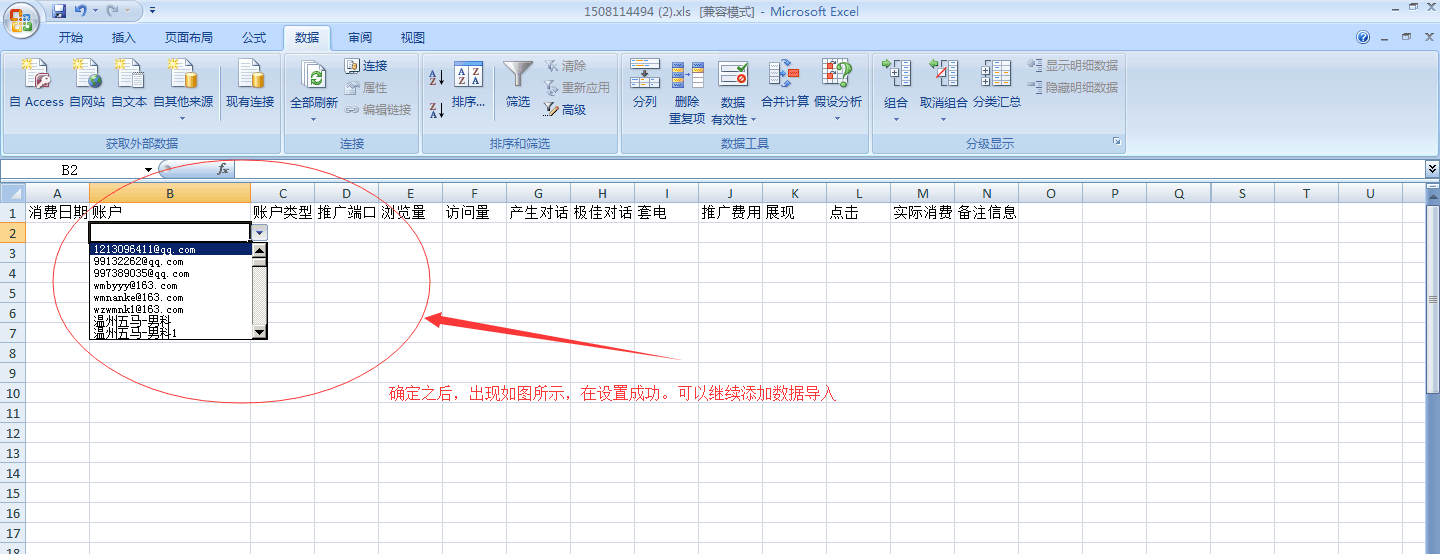 1508114494 (2).xls [兼容模式] - Microsoft Excel
开始 插入 页面布局 公式 数据 审阅 视图
自 Access 自网站 自文本 自其他来源 现有连接
获取外部数据
全部刷新 连接 属性 编辑链接
连接
排序... 筛选 清除 重新应用 高级
排序和筛选
分列 删除 重复项 数据 有效性 合并计算 假设分析
数据工具
组合 取消组合 分类汇总 显示明细数据 隐藏明细数据
分级显示
B2 fx
A B C D E F G H I J K L M N O P Q R S T U
1 消费日期 账户 账户类型 推广端口 浏览量 访问量 产生对话 极佳对话 套电 推广费用 展现 点击 实际消费 备注信息
2
3
4
5
6
7
8
9
10
11
12
13
14
15
16
17
18
1213096411@qq.com
99132262@qq.com
997389035@qq.com
wmbyyy@163.com
wmnanke@163.com
wzwmnk1@163.com
温州五马-男科
温州五马-男科1
确定之后，出现如图所示，在设置成功。可以继续添加数据导入